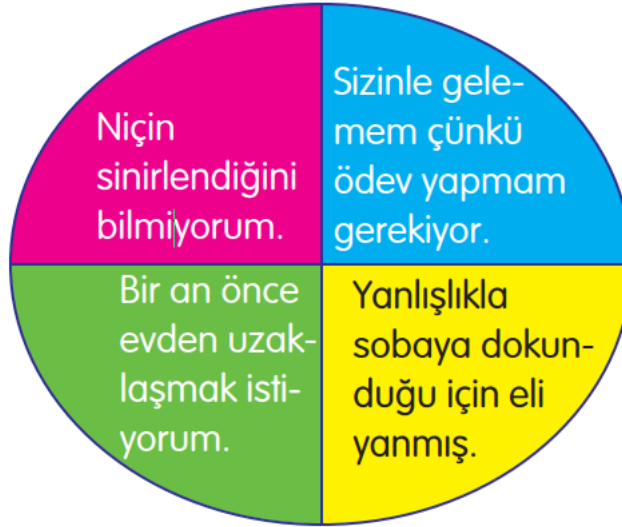 Niçin
sinirlendiğini
bilmiyorum.
Sizinle gele-
mem çünkü
ödev yapmam
gerekiyor.
Bir an önce
evden uzak-
laşmak isti-
yorum.
Yanlışlıkla
sobaya dokun-
duğu için eli
yanmış.